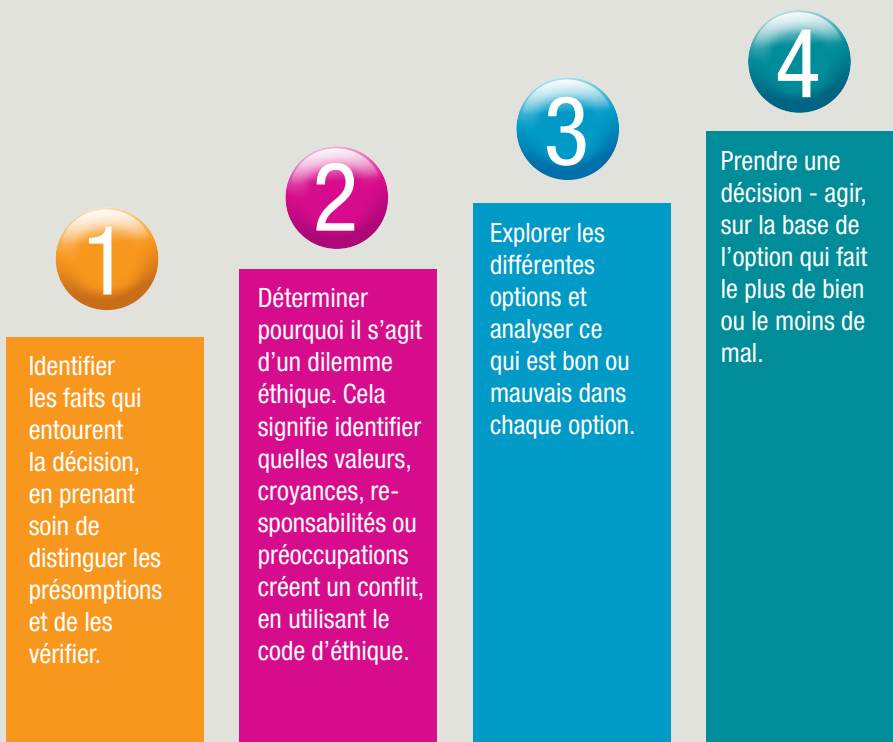 1
Identifier
les faits qui
entourent
la décision,
en prenant
soin de
distinguer les
présomptions
et de les
vérifier.
2
Déterminer
pourquoi il s’agit
d’un dilemme
éthique. Cela
signifie identifier
quelles valeurs,
croyances, re-
sponsabilités ou
préoccupations
créent un conflit,
en utilisant le
code d’éthique.
3
Explorer les
différentes
options et
analyser ce
qui est bon ou
mauvais dans
chaque option.
4
Prendre une
décision - agir,
sur la base de
l’option qui fait
le plus de bien
ou le moins de
mal.